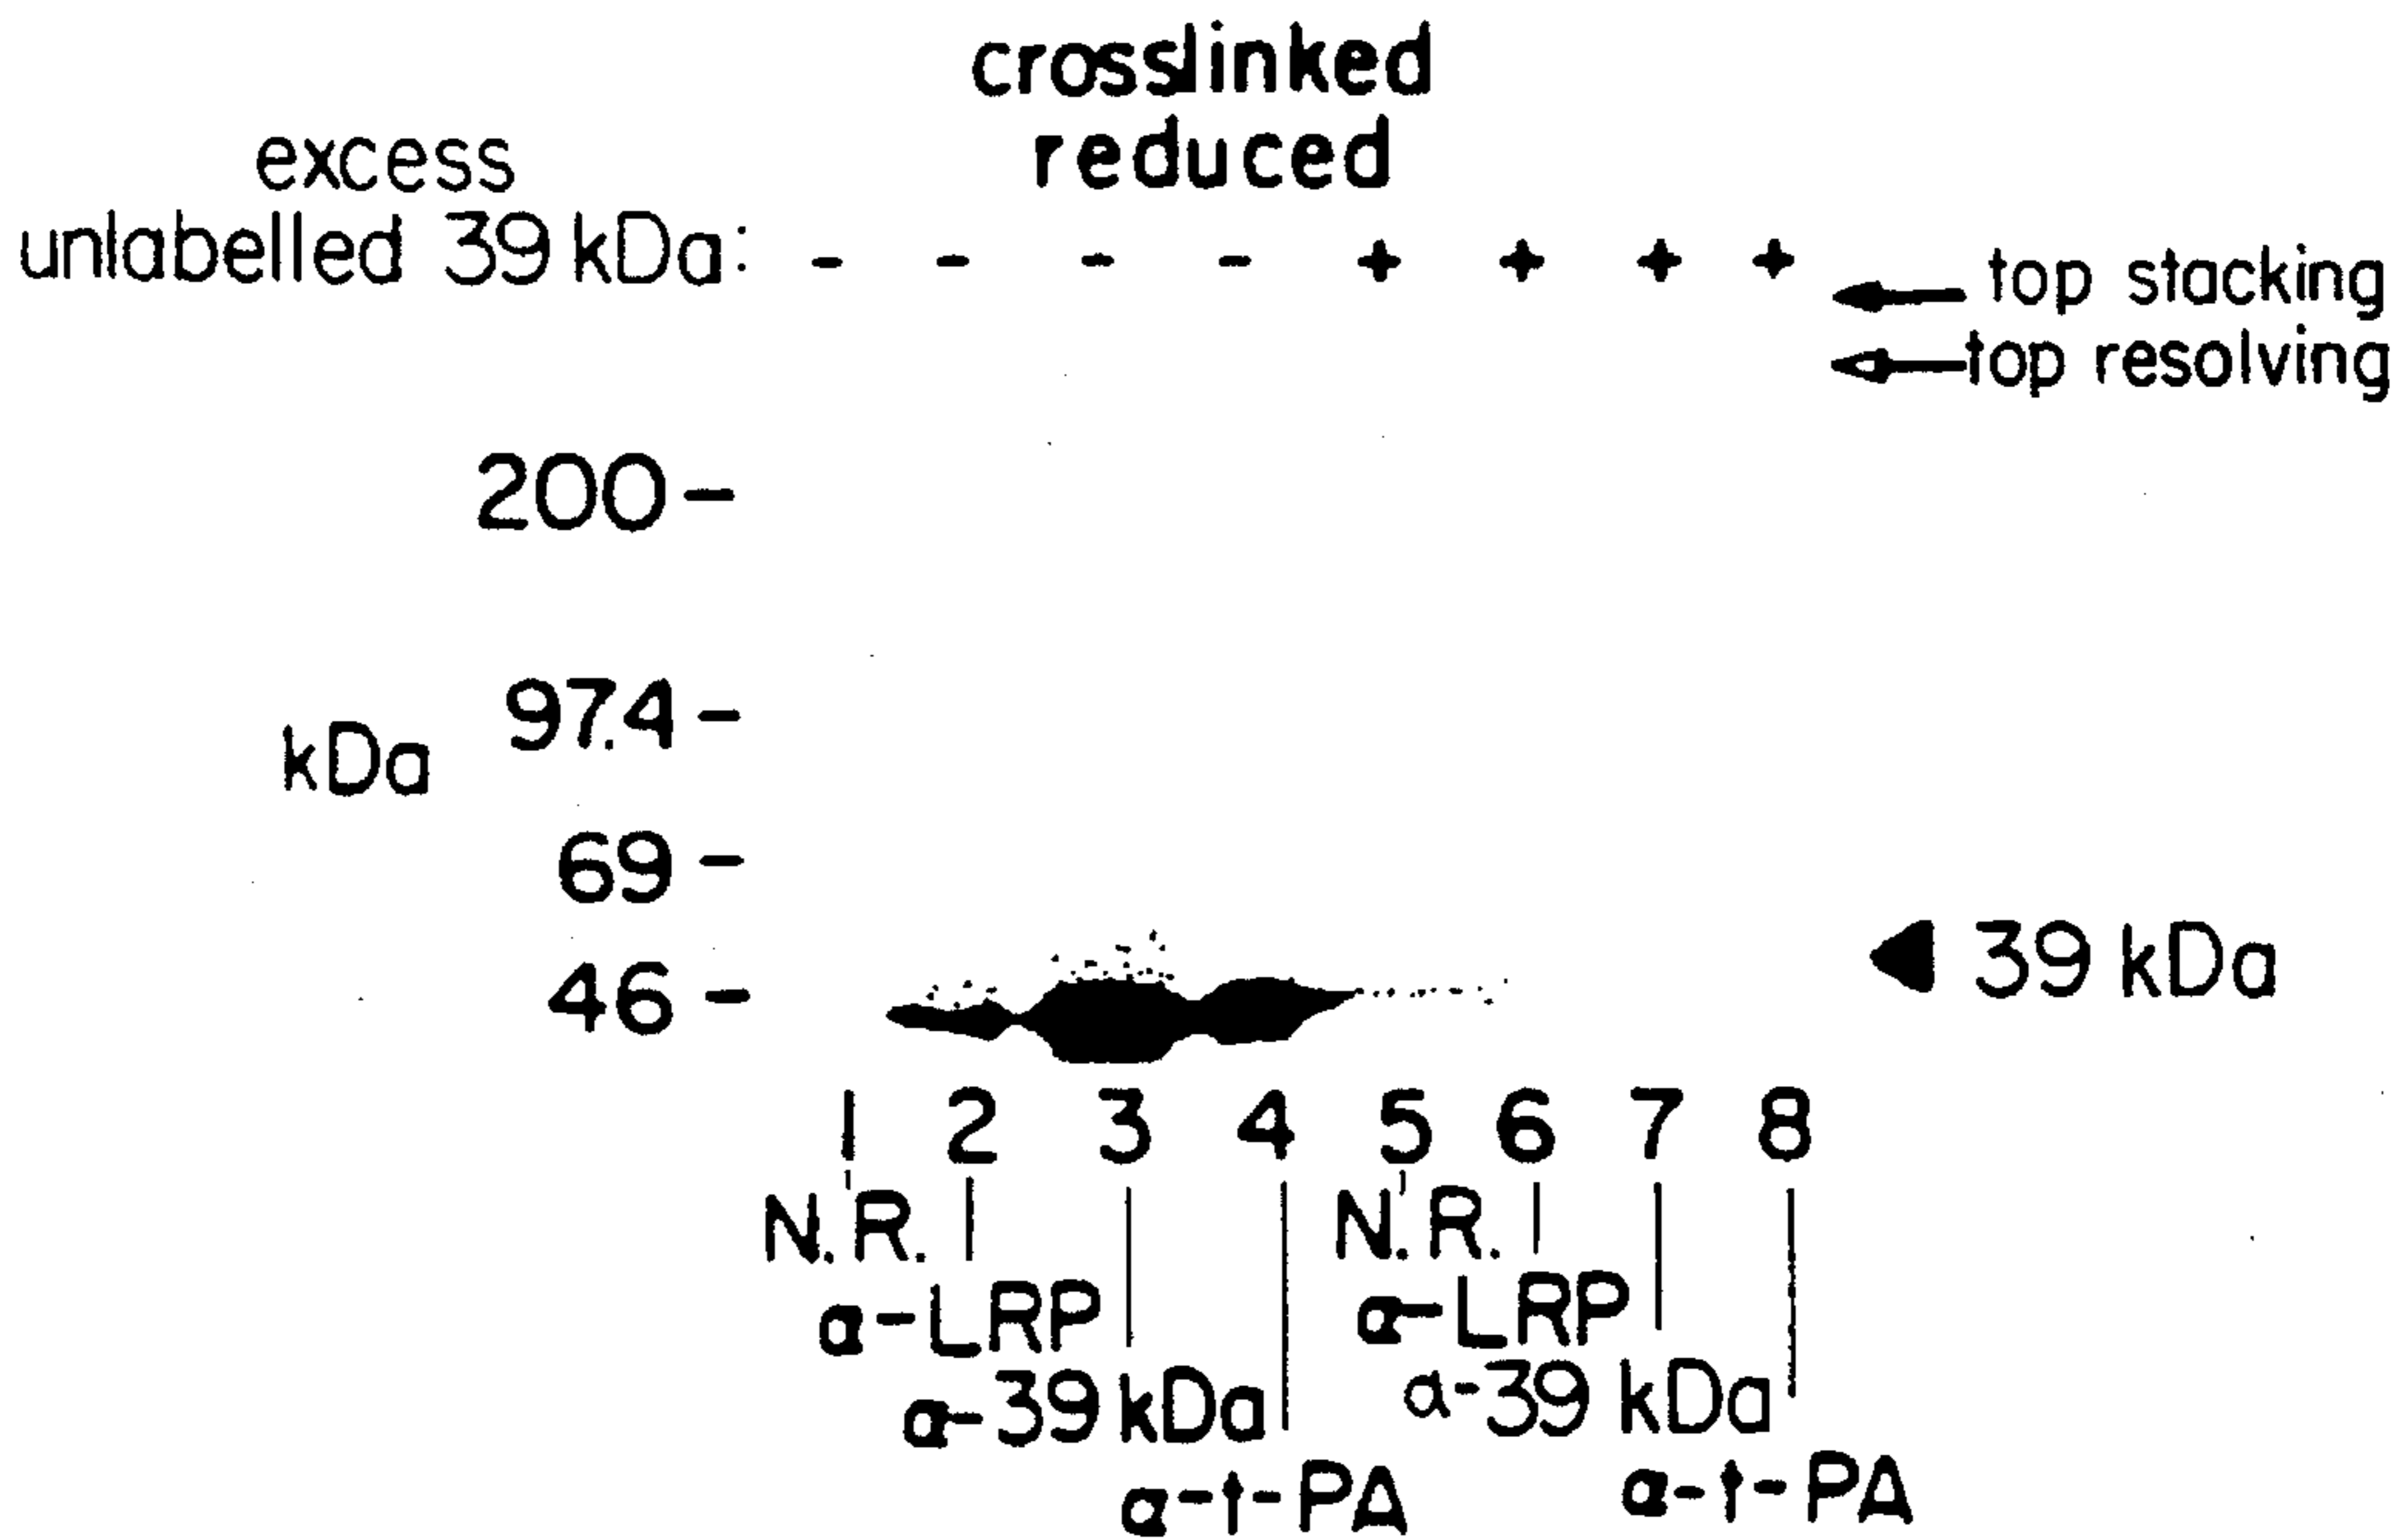 crosslinked
reduced
excess
unlabelled 39 kDa: - - - - + + + +
top stacking
top resolving
200-
97.4-
kDa
69-
39 kDa
46-
1 2 3 4 5 6 7 8
N.R. N.R.
α-LRP α-LRP
α-39 kDa α-39 kDa
α-t-PA α-t-PA